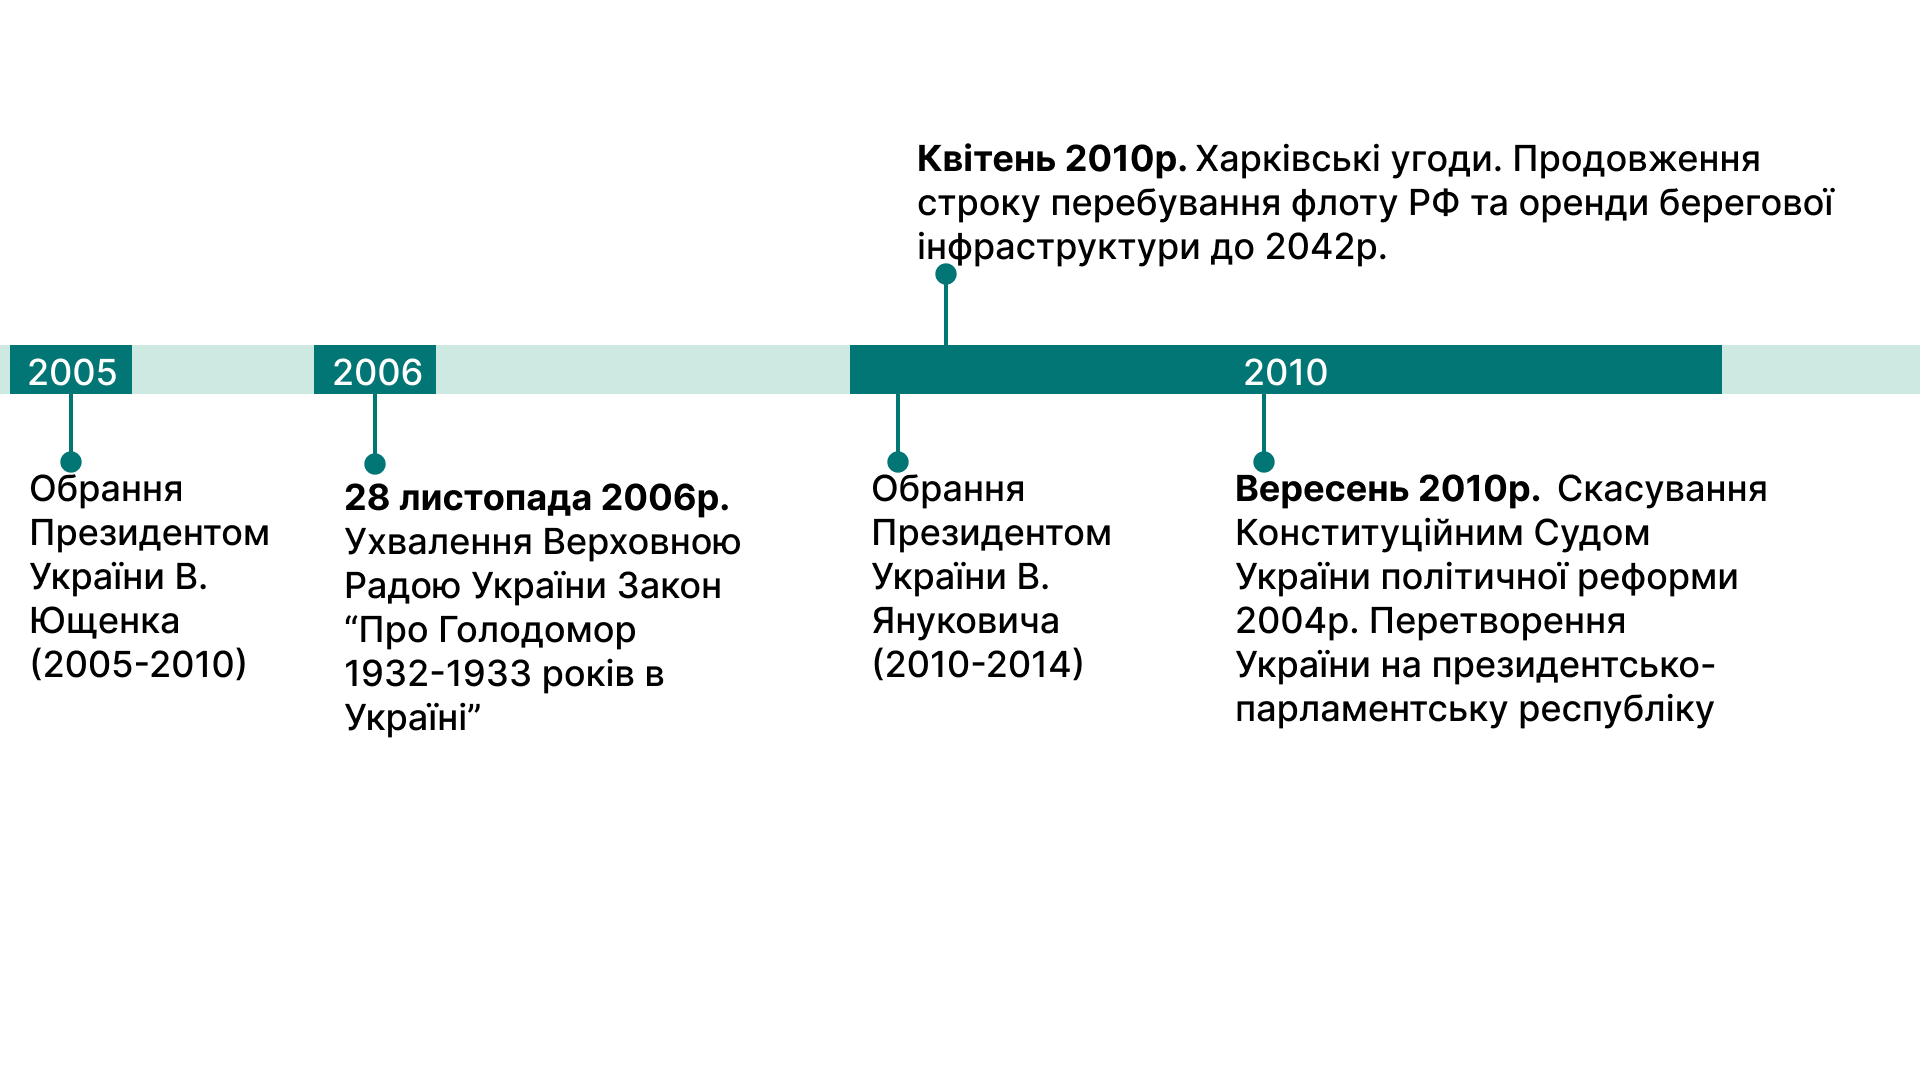 Квітень 2010р. Харківські угоди. Продовження
строку перебування флоту РФ та оренди берегової
інфраструктури до 2042р.
2005
2006
2010
Обрання
Президентом
України В.
Ющенка
(2005-2010)
28 листопада 2006р.
Ухвалення Верховною
Радою України Закон
“Про Голодомор
1932-1933 років в
Україні”
Обрання
Президентом
України В.
Януковича
(2010-2014)
Вересень 2010р. Скасування
Конституційним Судом
України політичної реформи
2004р. Перетворення
України на президентсько-
парламентську республіку